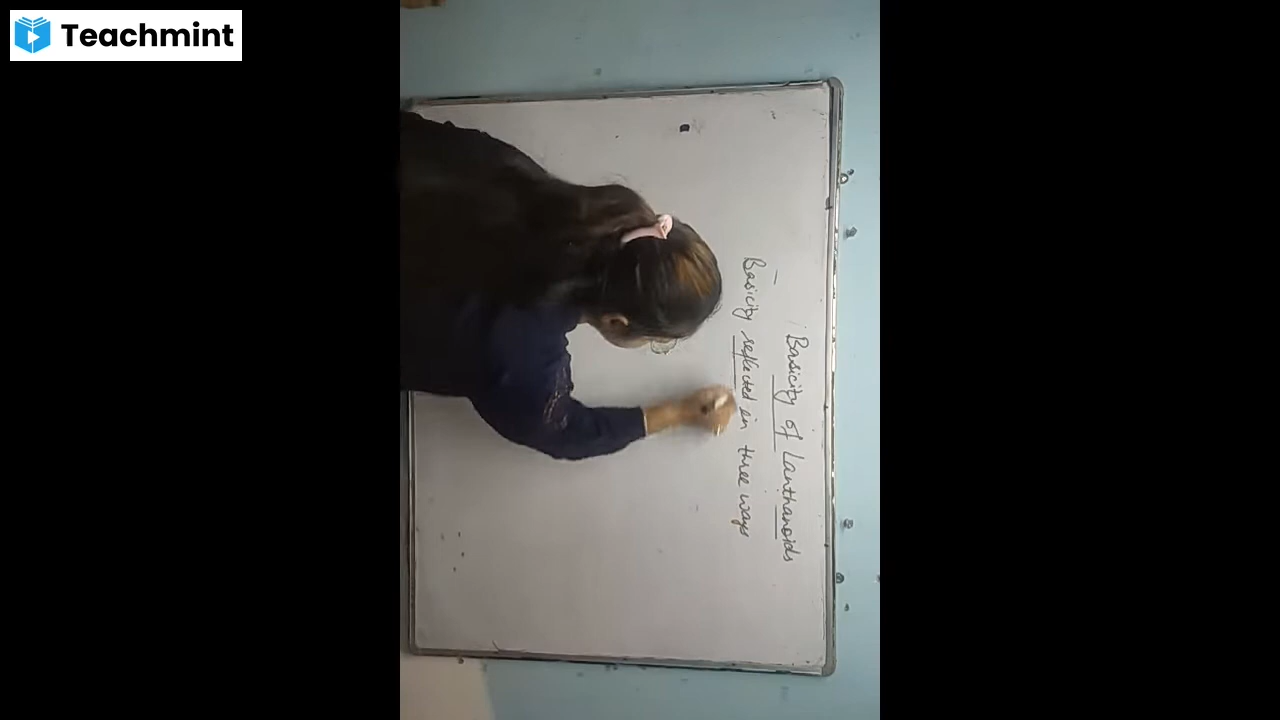 Teachmint
Basicity of Lanthanoids
Basicity reflected in three ways